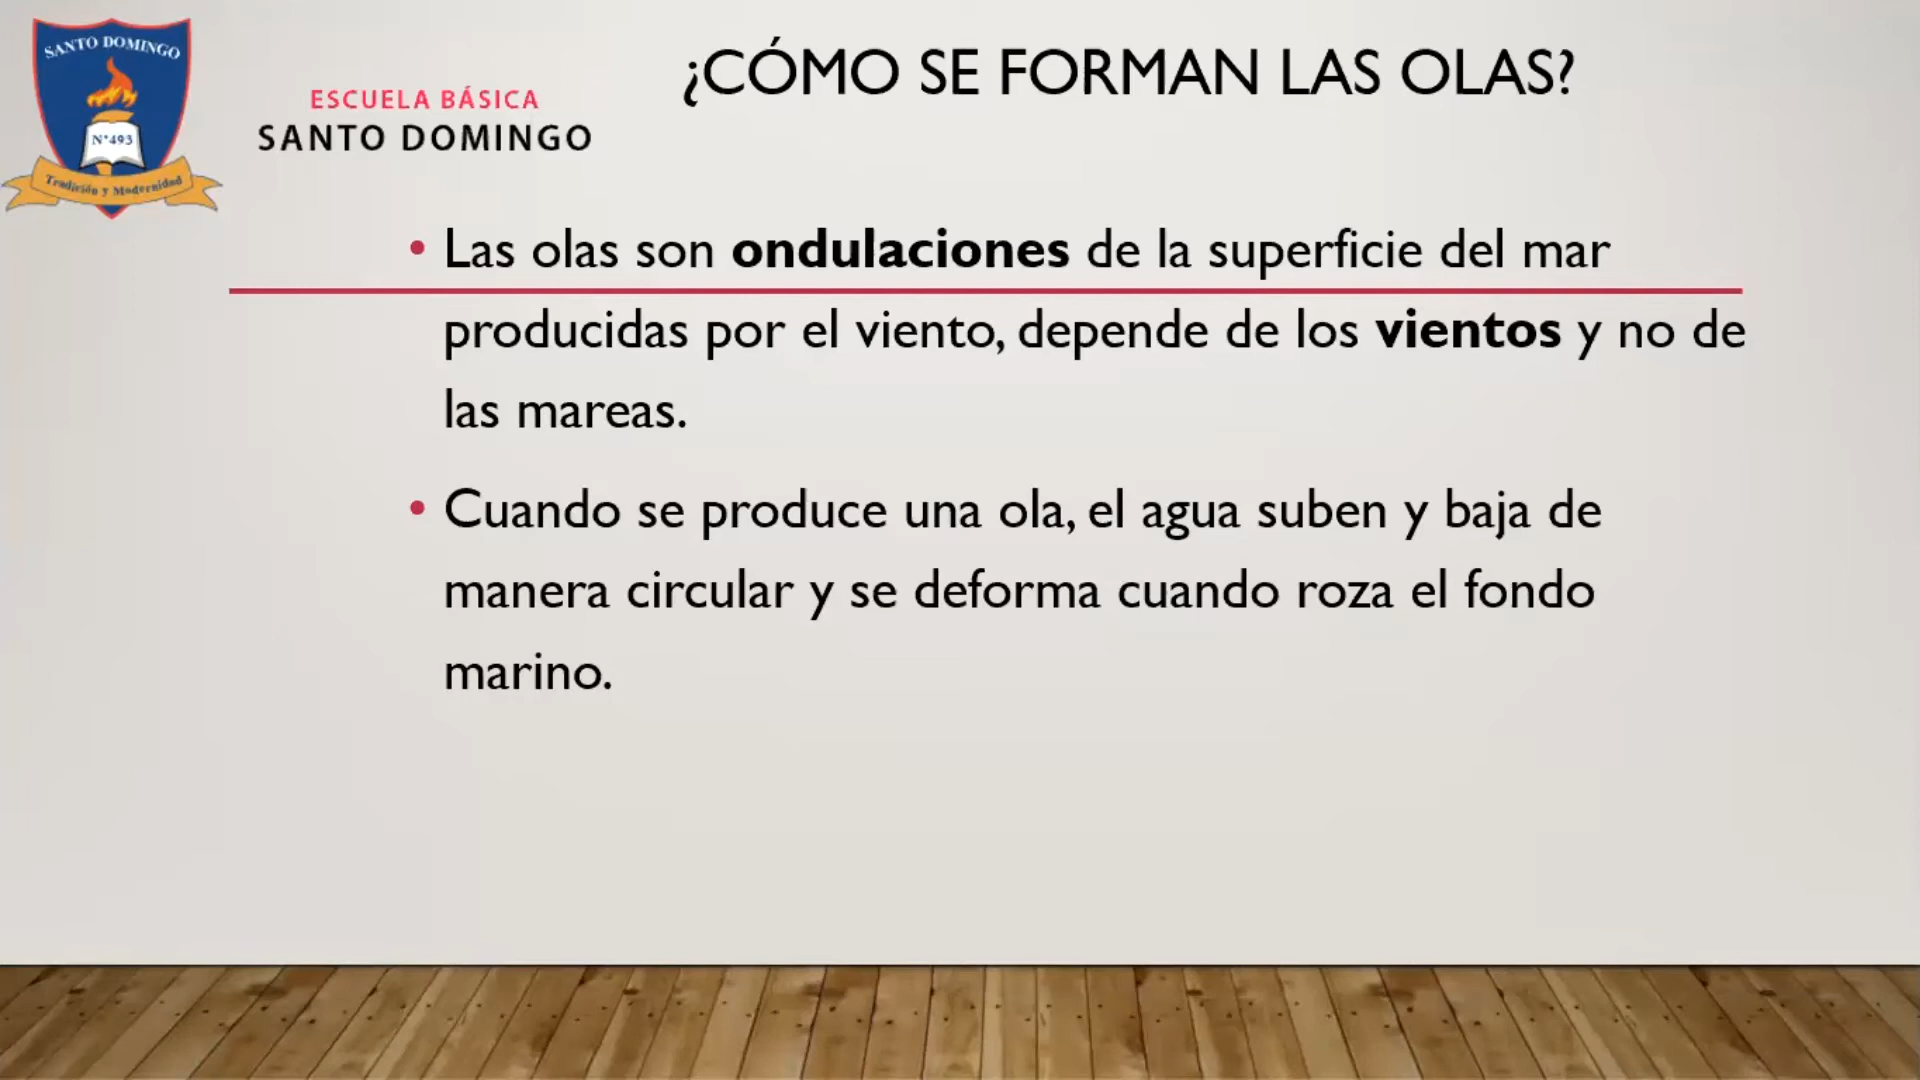 SANTO DOMINGO
N°493
Tradición y Modernidad
ESCUELA BÁSICA
SANTO DOMINGO
¿CÓMO SE FORMAN LAS OLAS?
• Las olas son ondulaciones de la superficie del mar
producidas por el viento, depende de los vientos y no de
las mareas.
• Cuando se produce una ola, el agua suben y baja de
manera circular y se deforma cuando roza el fondo
marino.